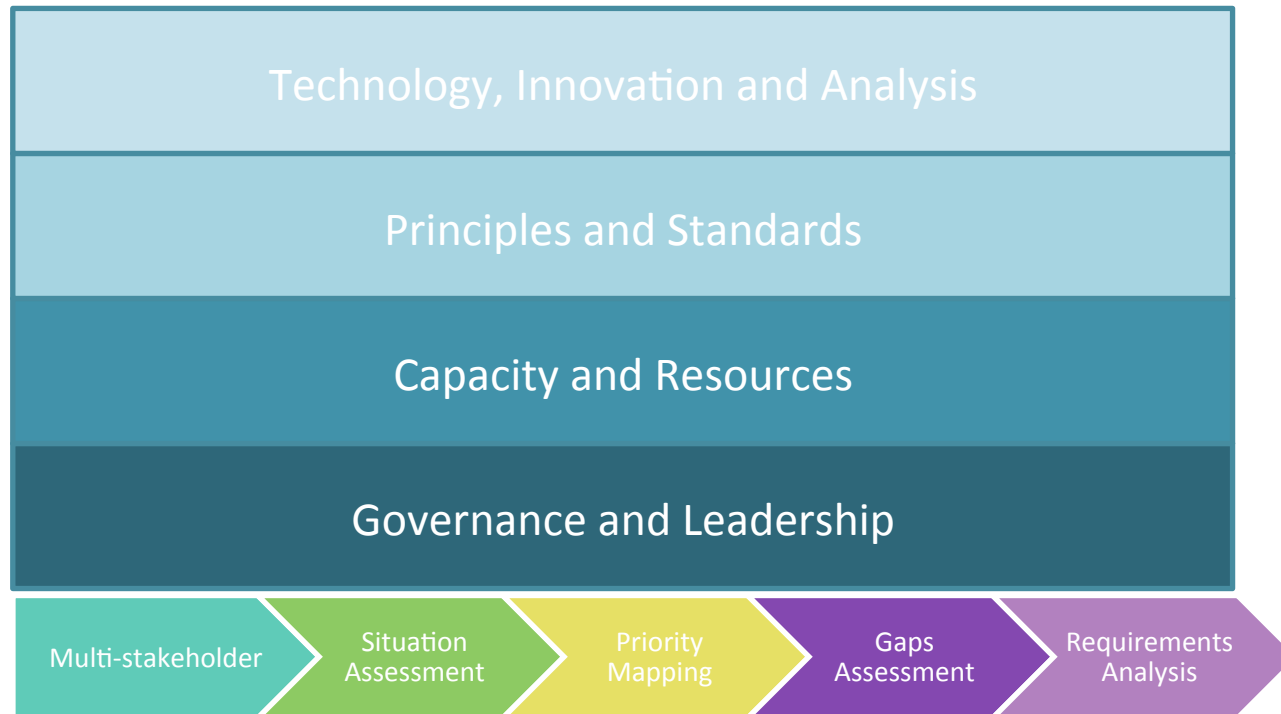 Technology, Innovation and Analysis
Principles and Standards
Capacity and Resources
Governance and Leadership
Multi-stakeholder
Situation
Assessment
Priority
Mapping
Gaps
Assessment
Requirements
Analysis